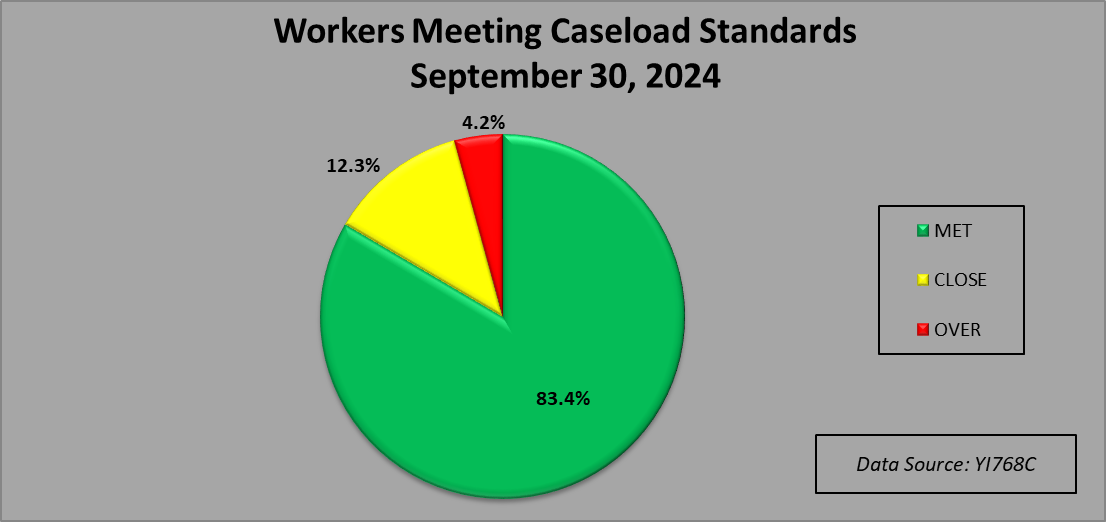 Workers Meeting Caseload Standards
September 30, 2024
4.2%
12.3%
83.4%
MET
CLOSE
OVER
Data Source: YI768C